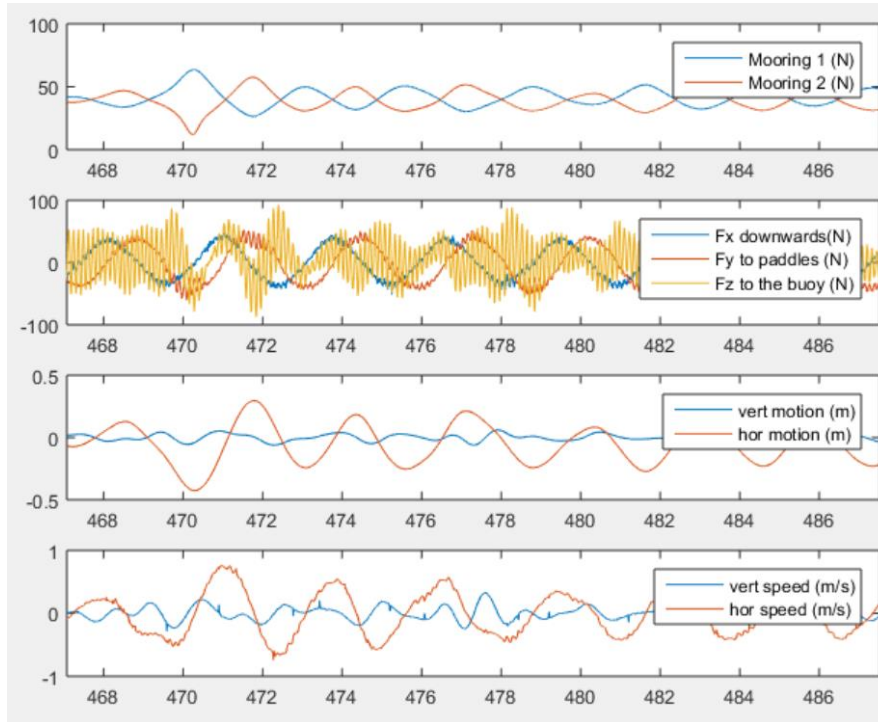 100
50
0
Mooring 1 (N)
Mooring 2 (N)
468 470 472 474 476 478 480 482 484 486
100
0
-100
Fx downwards(N)
Fy to paddles (N)
Fz to the buoy (N)
468 470 472 474 476 478 480 482 484 486
0.5
0
-0.5
vert motion (m)
hor motion (m)
468 470 472 474 476 478 480 482 484 486
1
0
-1
vert speed (m/s)
hor speed (m/s)
468 470 472 474 476 478 480 482 484 486